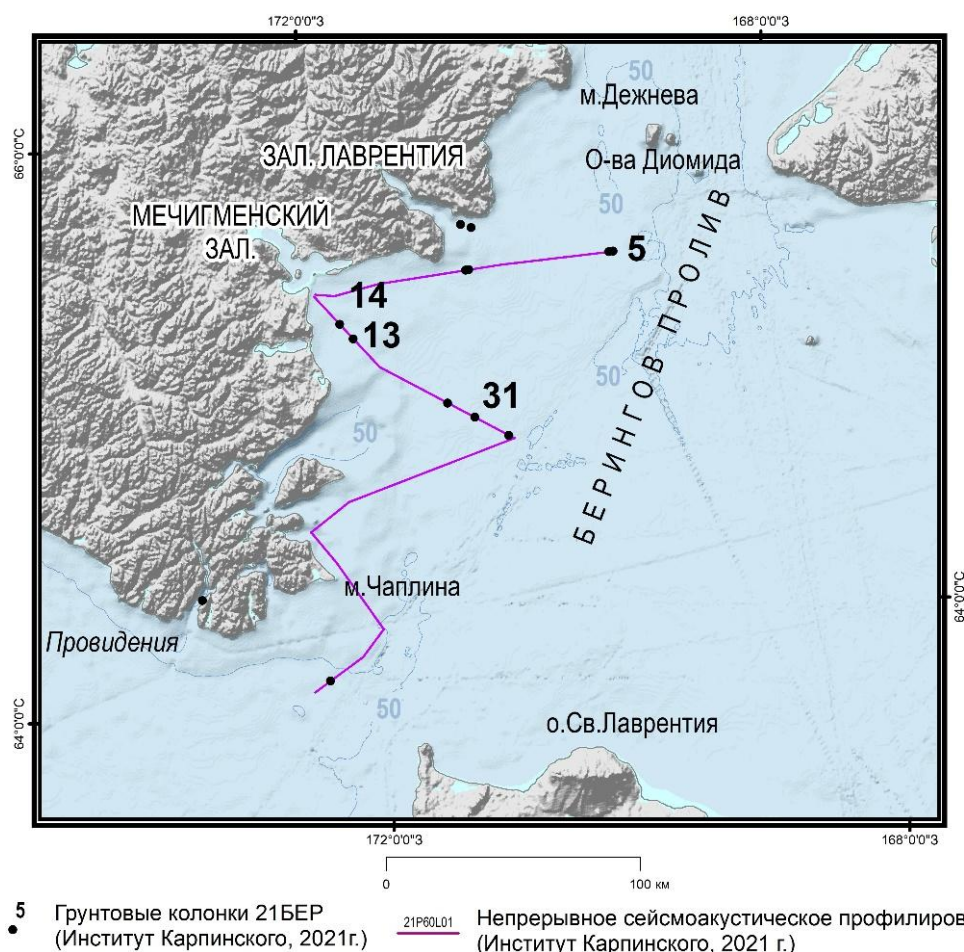 172°0'0"З
168°0'0"З
50
м.Дежнева
66°0'0"С
ЗАЛ. ЛАВРЕНТИЯ
О-ва Диомида
МЕЧИГМЕНСКИЙ
ЗАЛ.
50
5
БЕРИНГОВ ПРОЛИВ
14
13
50
31
50
м.Чаплина
64°0'0"С
Провидения
50
64°0'0"С
о.Св.Лаврентия
172°0'0"З
168°0'0"З
0
100 км
5
Грунтовые колонки 21БЕР
(Институт Карпинского, 2021г.)
21P60L01
Непрерывное сейсмоакустическое профилиров
(Институт Карпинского, 2021 г.)